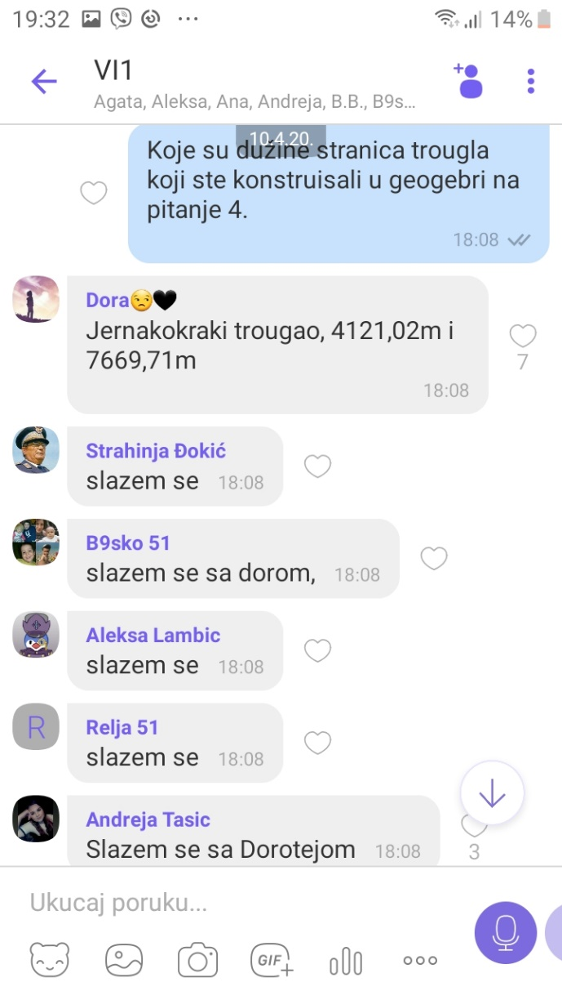 19:32
14%
VI1
Agata, Aleksa, Ana, Andreja, B.B., B9s...
10.4.20.
Koje su dužine stranica trougla
koji ste konstruisali u geogebri na
pitanje 4.
18:08
Dora😒🖤
Jernakokraki trougao, 4121,02m i
7669,71m
18:08
7
Strahinja Đokić
slazem se 18:08
B9sko 51
slazem se sa dorom, 18:08
Aleksa Lambic
slazem se 18:08
R
Relja 51
slazem se 18:08
Andreja Tasic
Slazem se sa Dorotejom 18:08
3
Ukucaj poruku...
GIF